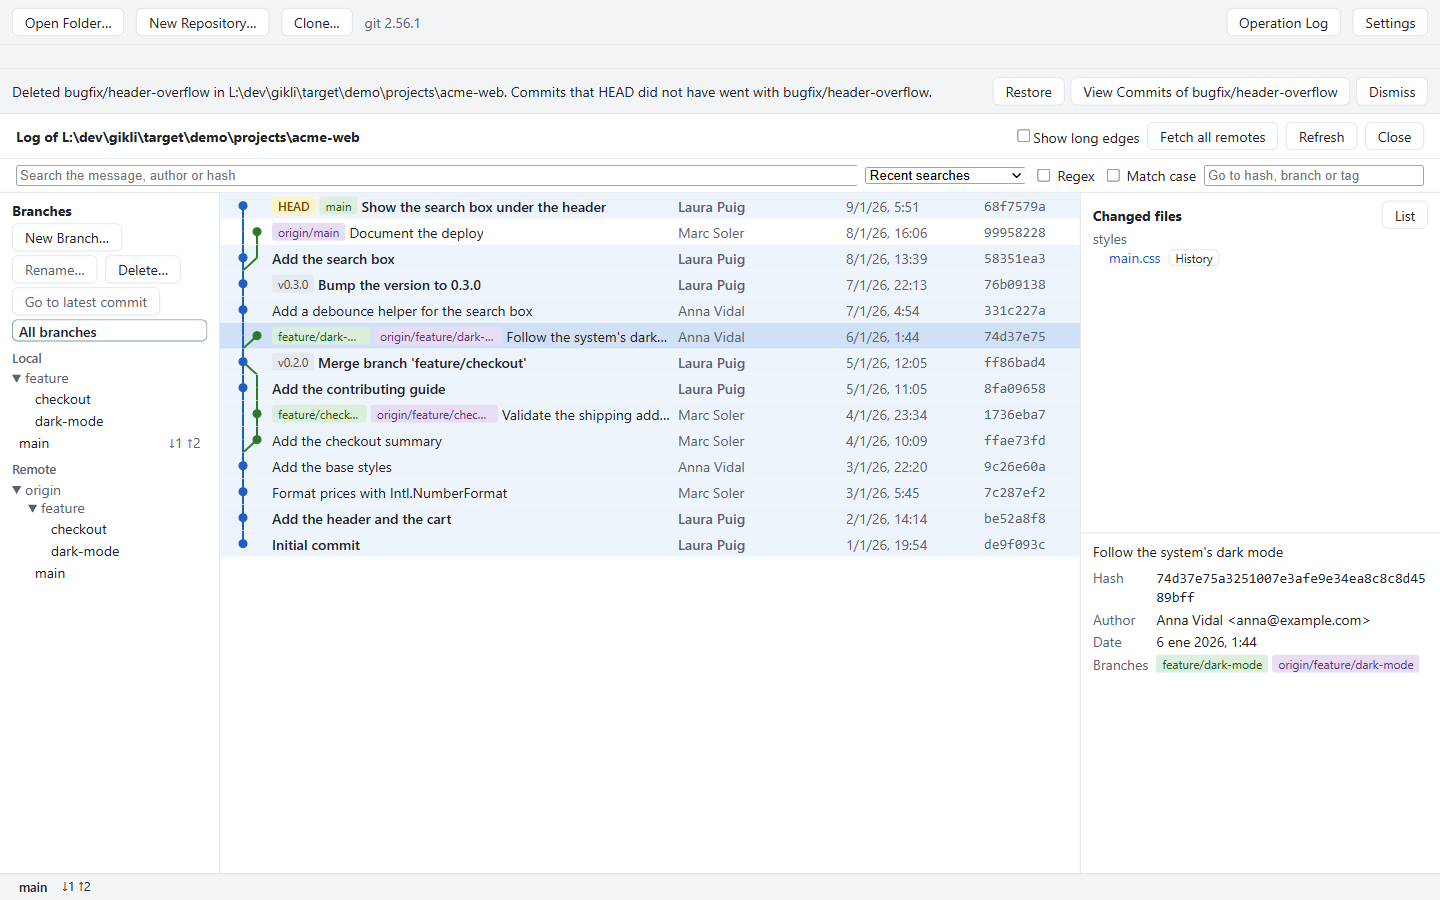 Open Folder... New Repository... Clone... git 2.56.1 Operation Log Settings
Deleted bugfix/header-overflow in L:\dev\gikli\target\demo\projects\acme-web. Commits that HEAD did not have went with bugfix/header-overflow. Restore View Commits of bugfix/header-overflow Dismiss
Log of L:\dev\gikli\target\demo\projects\acme-web Show long edges Fetch all remotes Refresh Close
Search the message, author or hash Recent searches Regex Match case Go to hash, branch or tag
Branches
New Branch...
Rename... Delete...
Go to latest commit
All branches
Local
feature
checkout
dark-mode
main ↓1 ↑2
Remote
origin
feature
checkout
dark-mode
main
HEAD main Show the search box under the header Laura Puig 9/1/26, 5:51 68f7579a
origin/main Document the deploy Marc Soler 8/1/26, 16:06 99958228
Add the search box Laura Puig 8/1/26, 13:39 58351ea3
v0.3.0 Bump the version to 0.3.0 Laura Puig 7/1/26, 22:13 76b09138
Add a debounce helper for the search box Anna Vidal 7/1/26, 4:54 331c227a
feature/dark-... origin/feature/dark-... Follow the system's dark... Anna Vidal 6/1/26, 1:44 74d37e75
v0.2.0 Merge branch 'feature/checkout' Laura Puig 5/1/26, 12:05 ff86bad4
Add the contributing guide Laura Puig 5/1/26, 11:05 8fa09658
feature/check... origin/feature/chec... Validate the shipping add... Marc Soler 4/1/26, 23:34 1736eba7
Add the checkout summary Marc Soler 4/1/26, 10:09 ffae73fd
Add the base styles Anna Vidal 3/1/26, 22:20 9c26e60a
Format prices with Intl.NumberFormat Marc Soler 3/1/26, 5:45 7c287ef2
Add the header and the cart Laura Puig 2/1/26, 14:14 be52a8f8
Initial commit Laura Puig 1/1/26, 19:54 de9f093c
Changed files List
styles
main.css History
Follow the system's dark mode
Hash 74d37e75a3251007e3afe9e34ea8c8c8d45
89bff
Author Anna Vidal <anna@example.com>
Date 6 ene 2026, 1:44
Branches feature/dark-mode origin/feature/dark-mode
main ↓1 ↑2